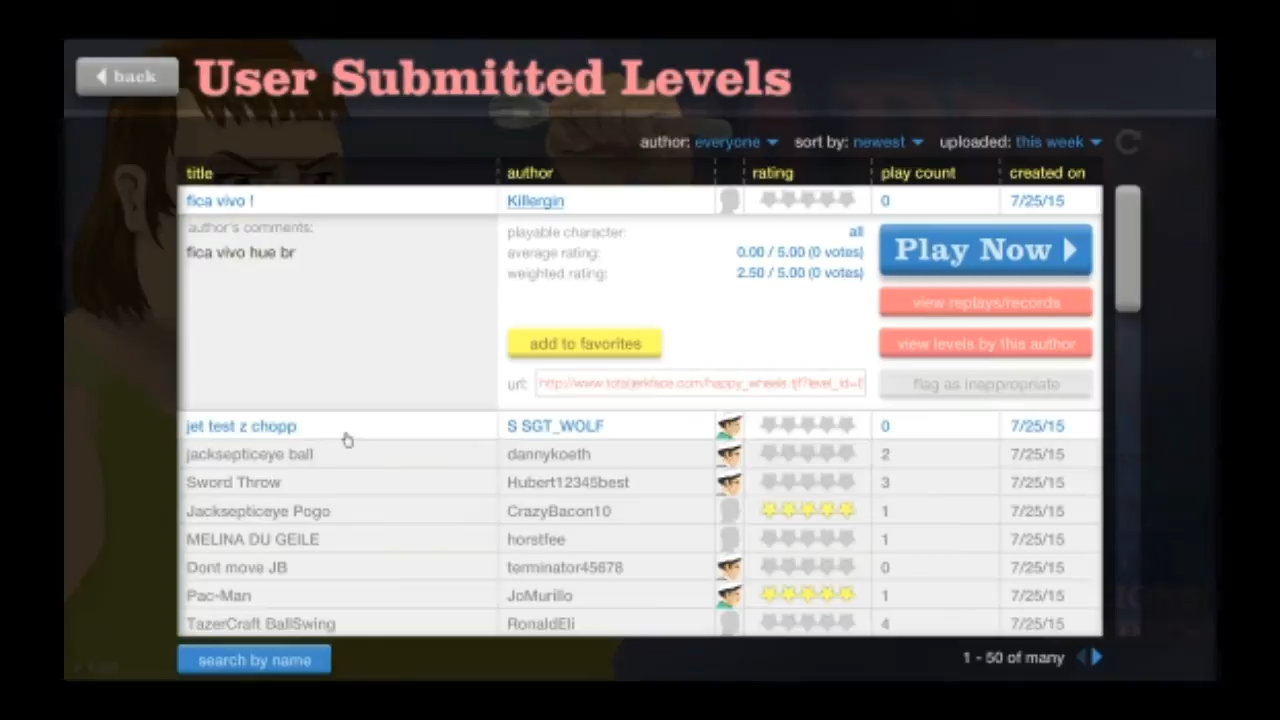 back
User Submitted Levels
author: everyone sort by: newest uploaded: this week
title author rating play count created on
fica vivo ! Killergin 0 7/25/15
author's comments:
fica vivo hue br
playable character: all
average rating: 0.00 / 5.00 (0 votes)
weighted rating: 2.50 / 5.00 (0 votes)
Play Now
view replays/records
add to favorites
view levels by this author
url: http://www.totaljerkface.com/happy_wheels.tjf?level_id=
flag as inappropriate
jet test z chopp S SGT_WOLF 0 7/25/15
jacksepticeye ball dannykoeth 2 7/25/15
Sword Throw Hubert12345best 3 7/25/15
Jacksepticeye Pogo CrazyBacon10 1 7/25/15
MELINA DU GEILE horstfee 1 7/25/15
Dont move JB terminator45678 0 7/25/15
Pac-Man JoMurillo 1 7/25/15
TazerCraft BallSwing RonaldEli 4 7/25/15
search by name
1 - 50 of many